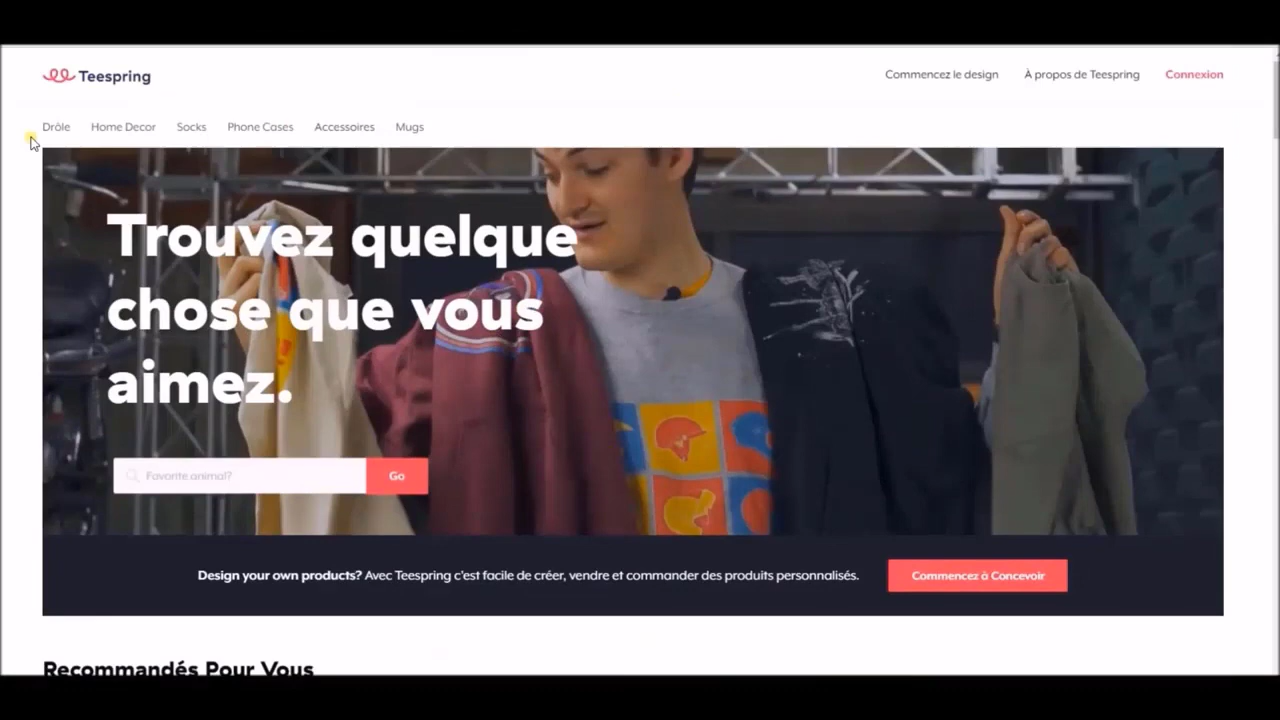 Teespring
Commencez le design
À propos de Teespring
Connexion
Drôle
Home Decor
Socks
Phone Cases
Accessoires
Mugs
Trouvez quelque
chose que vous
aimez.
Favorite animal?
Go
Design your own products? Avec Teespring c'est facile de créer, vendre et commander des produits personnalisés.
Commencez à Concevoir
Recommandés Pour Vous